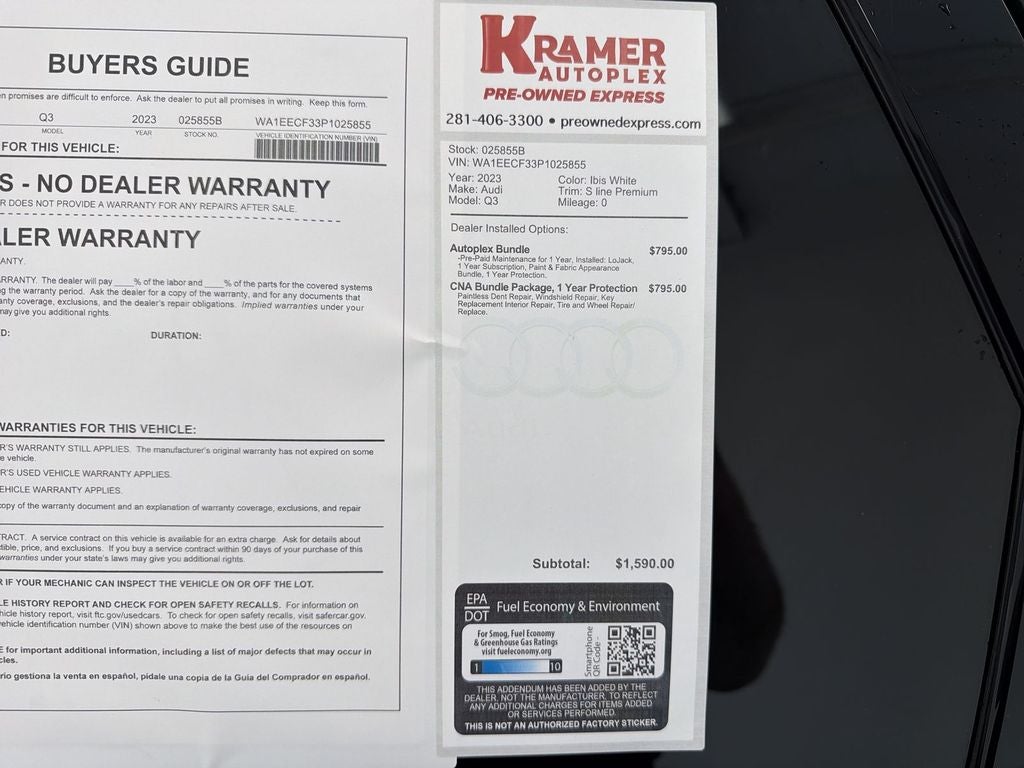 BUYERS GUIDE
n promises are difficult to enforce. Ask the dealer to put all promises in writing. Keep this form.
Q3 2023 025855B WA1EECF33P1025855
MODEL YEAR STOCK NO. VEHICLE IDENTIFICATION NUMBER (VIN)
FOR THIS VEHICLE:
S - NO DEALER WARRANTY
R DOES NOT PROVIDE A WARRANTY FOR ANY REPAIRS AFTER SALE.
LER WARRANTY
ANTY.
RRANTY. The dealer will pay ____% of the labor and ____% of the parts for the covered systems
g the warranty period. Ask the dealer for a copy of the warranty, and for any documents that
anty coverage, exclusions, and the dealer's repair obligations. Implied warranties under your
may give you additional rights.
D: DURATION:
WARRANTIES FOR THIS VEHICLE:
R'S WARRANTY STILL APPLIES. The manufacturer's original warranty has not expired on some
e vehicle.
R'S USED VEHICLE WARRANTY APPLIES.
EHICLE WARRANTY APPLIES.
copy of the warranty document and an explanation of warranty coverage, exclusions, and repair
TRACT. A service contract on this vehicle is available for an extra charge. Ask for details about
tible, price, and exclusions. If you buy a service contract within 90 days of your purchase of this
warranties under your state's laws may give you additional rights.
R IF YOUR MECHANIC CAN INSPECT THE VEHICLE ON OR OFF THE LOT.
LE HISTORY REPORT AND CHECK FOR OPEN SAFETY RECALLS. For information on
hicle history report, visit ftc.gov/usedcars. To check for open safety recalls, visit safercar.gov.
vehicle identification number (VIN) shown above to make the best use of the resources on
E for important additional information, including a list of major defects that may occur in
cles.
rio gestiona la venta en español, pídale una copia de la Guía del Comprador en español.
KRAMER
AUTOPLEX
PRE-OWNED EXPRESS
281-406-3300 • preownedexpress.com
Stock: 025855B
VIN: WA1EECF33P1025855
Year: 2023 Color: Ibis White
Make: Audi Trim: S line Premium
Model: Q3 Mileage: 0
Dealer Installed Options:
Autoplex Bundle $795.00
-Pre-Paid Maintenance for 1 Year, Installed: LoJack,
1 Year Subscription, Paint & Fabric Appearance
Bundle, 1 Year Protection.
CNA Bundle Package, 1 Year Protection $795.00
Paintless Dent Repair, Windshield Repair, Key
Replacement Interior Repair, Tire and Wheel Repair/
Replace.
Subtotal: $1,590.00
EPA
DOT Fuel Economy & Environment
For Smog, Fuel Economy
& Greenhouse Gas Ratings
visit fueleconomy.org
1 10
Smartphone
QR Code -
THIS ADDENDUM HAS BEEN ADDED BY THE
DEALER, NOT THE MANUFACTURER, TO REFLECT
ANY ADDITIONAL CHARGES FOR ITEMS ADDED
OR SERVICES PERFORMED.
THIS IS NOT AN AUTHORIZED FACTORY STICKER.